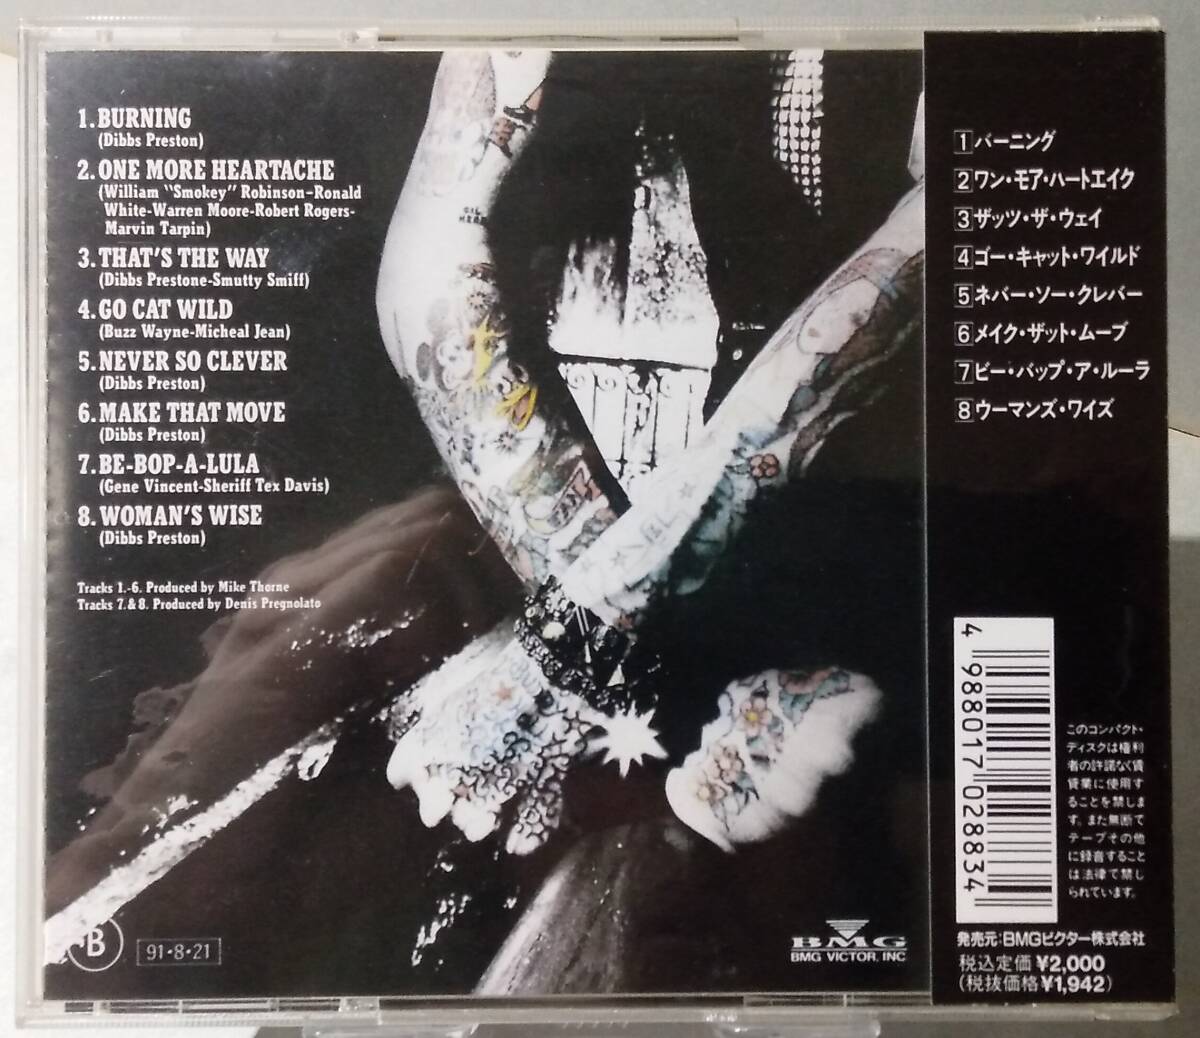 1. BURNING
(Dibbs Preston)
2. ONE MORE HEARTACHE
(William "Smokey" Robinson-Ronald
White-Warren Moore-Robert Rogers-
Marvin Tarpin)
3. THAT'S THE WAY
(Dibbs Prestone-Smutty Smiff)
4. GO CAT WILD
(Buzz Wayne-Micheal Jean)
5. NEVER SO CLEVER
(Dibbs Preston)
6. MAKE THAT MOVE
(Dibbs Preston)
7. BE-BOP-A-LULA
(Gene Vincent-Sheriff Tex Davis)
8. WOMAN'S WISE
(Dibbs Preston)
Tracks 1.-6. Produced by Mike Thorne
Tracks 7.&8. Produced by Denis Pregnolato
B
91・8・21
BMG
BMG VICTOR, INC
1 バーニング
2 ワン・モア・ハートエイク
3 ザッツ・ザ・ウェイ
4 ゴー・キャット・ワイルド
5 ネバー・ソー・クレバー
6 メイク・ザット・ムーブ
7 ビー・バップ・ア・ルーラ
8 ウーマンズ・ワイズ
4 988017 028834
このコンパクト・
ディスクは権利
者の許諾なく賃
貸業に使用す
ることを禁じま
す。また無断で
テープその他
に録音すること
は法律で禁じ
られています。
発売元:BMGビクター株式会社
税込定価¥2,000
(税抜価格¥1,942)